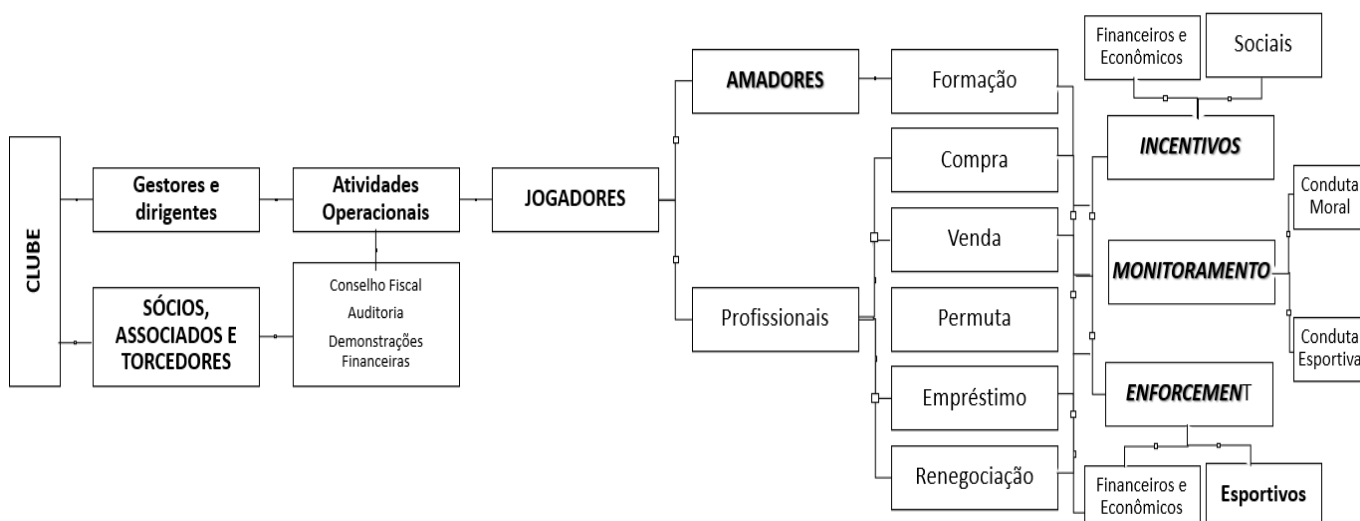 CLUBE
Gestores e
dirigentes
SÓCIOS,
ASSOCIADOS E
TORCEDORES
Atividades
Operacionais
Conselho Fiscal
Auditoria
Demonstrações
Financeiras
JOGADORES
AMADORES
Profissionais
Formação
Compra
Venda
Permuta
Empréstimo
Renegociação
Financeiros e
Econômicos
Sociais
INCENTIVOS
MONITORAMENTO
Conduta
Moral
Conduta
Esportiva
ENFORCEMENT
Financeiros e
Econômicos
Esportivos